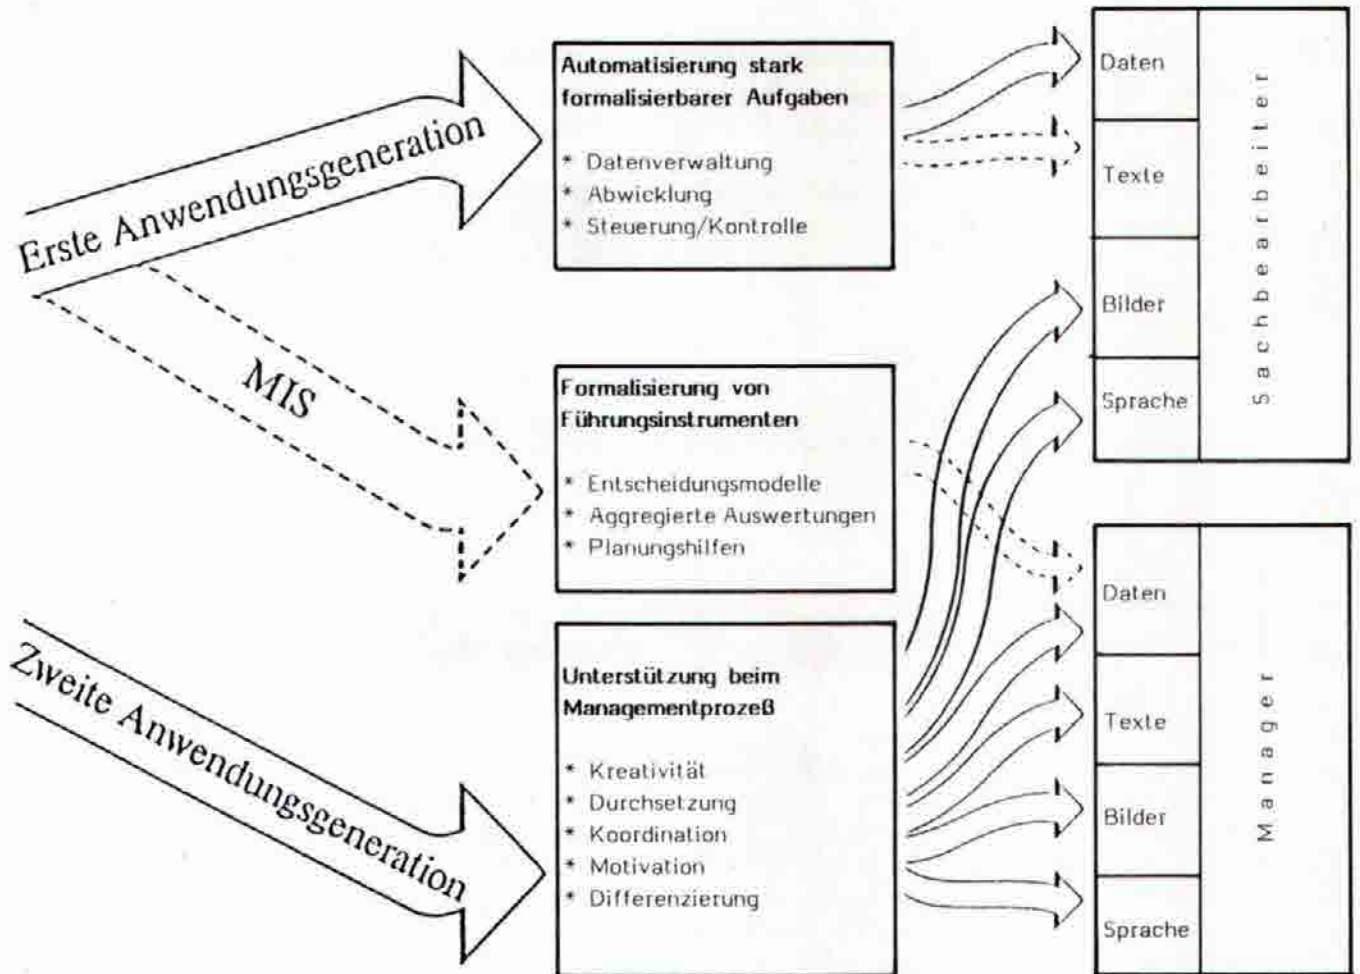 Erste Anwendungsgeneration
MIS
Zweite Anwendungsgeneration
Automatisierung stark
formalisierbarer Aufgaben
* Datenverwaltung
* Abwicklung
* Steuerung/Kontrolle
Formalisierung von
Führungsinstrumenten
* Entscheidungsmodelle
* Aggregierte Auswertungen
* Planungshilfen
Unterstützung beim
Managementprozeß
* Kreativität
* Durchsetzung
* Koordination
* Motivation
* Differenzierung
Daten
Texte
Bilder
Sprache
Sachbearbeiter
Daten
Texte
Bilder
Sprache
Manager